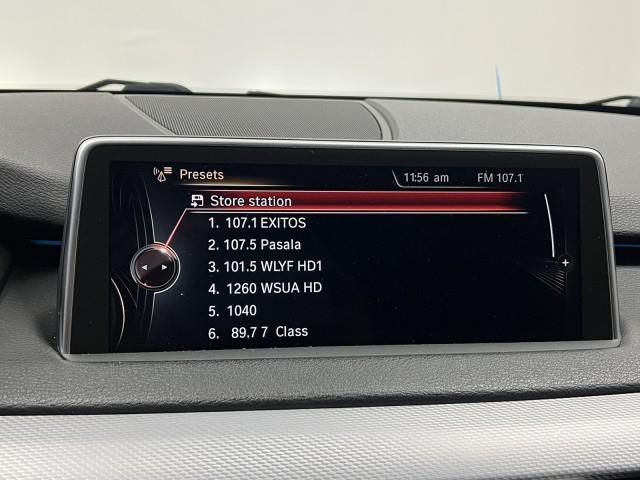 Presets 11:56 am FM 107.1
Store station
1. 107.1 EXITOS
2. 107.5 Pasala
3. 101.5 WLYF HD1
4. 1260 WSUA HD
5. 1040
6. 89.7 7 Class